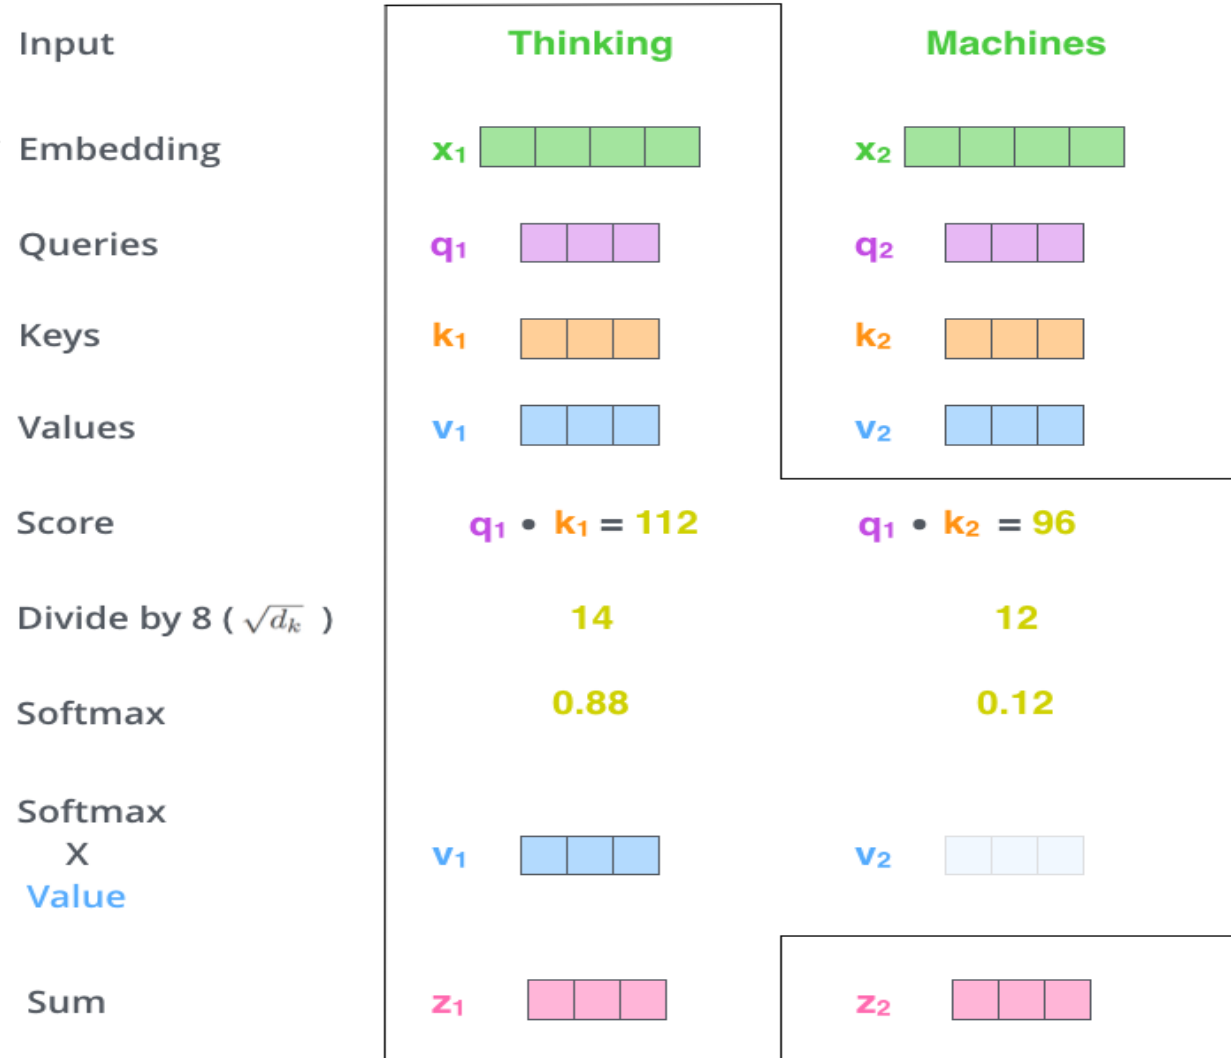 Input Thinking Machines
Embedding x₁ x₂
Queries q₁ q₂
Keys k₁ k₂
Values v₁ v₂
Score q₁ • k₁ = 112 q₁ • k₂ = 96
Divide by 8 ( √dₖ ) 14 12
Softmax 0.88 0.12
Softmax
X v₁ v₂
Value
Sum z₁ z₂